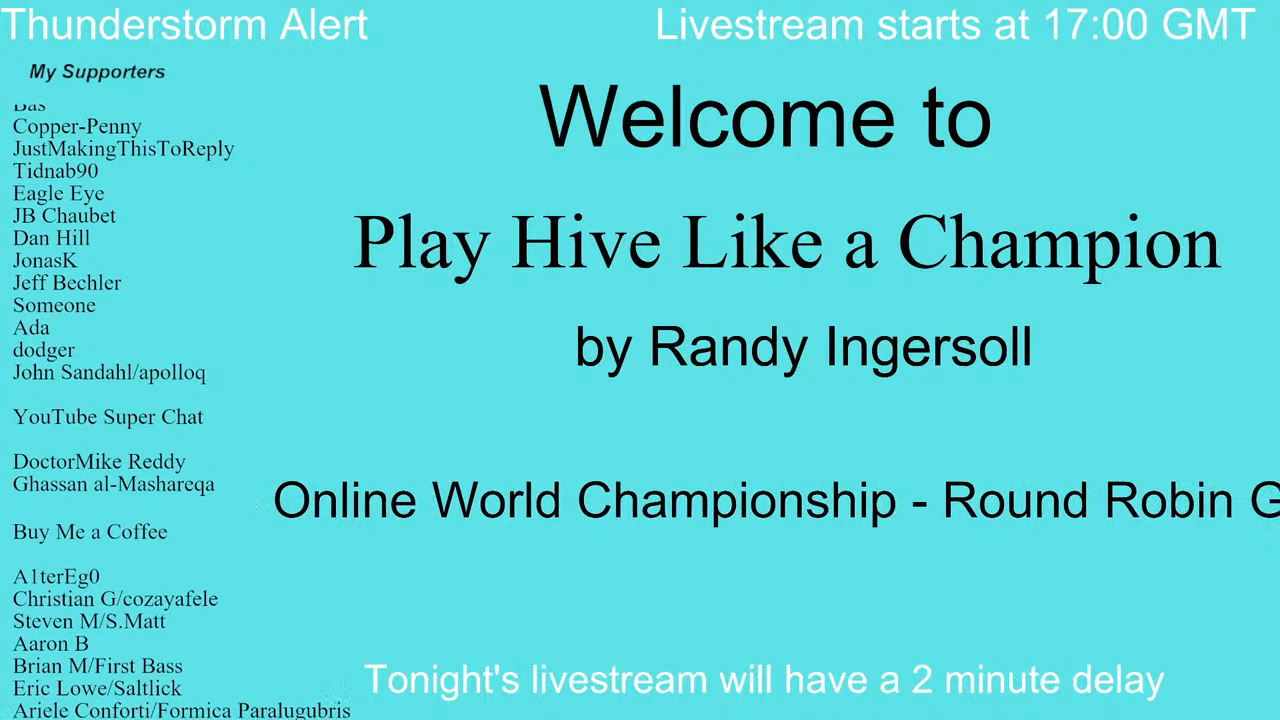 Thunderstorm Alert
Livestream starts at 17:00 GMT
My Supporters
Bas
Copper-Penny
JustMakingThisToReply
Tidnab90
Eagle Eye
JB Chaubet
Dan Hill
JonasK
Jeff Bechler
Someone
Ada
dodger
John Sandahl/apolloq
YouTube Super Chat
DoctorMike Reddy
Ghassan al-Mashareqa
Buy Me a Coffee
A1terEg0
Christian G/cozayafele
Steven M/S.Matt
Aaron B
Brian M/First Bass
Eric Lowe/Saltlick
Ariele Conforti/Formica Paralugubris
Welcome to
Play Hive Like a Champion
by Randy Ingersoll
Online World Championship - Round Robin G
Tonight's livestream will have a 2 minute delay